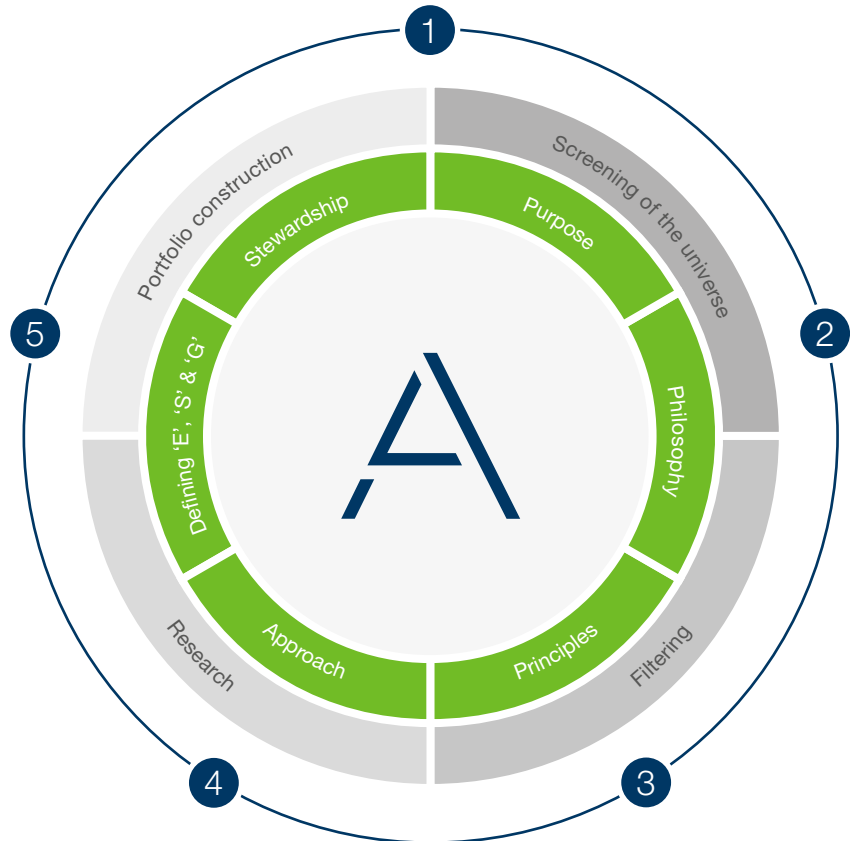 1
2
3
4
5
Screening of the universe
Filtering
Research
Portfolio construction
Purpose
Philosophy
Principles
Approach
Defining ‘E’, ‘S’ & ‘G’
Stewardship